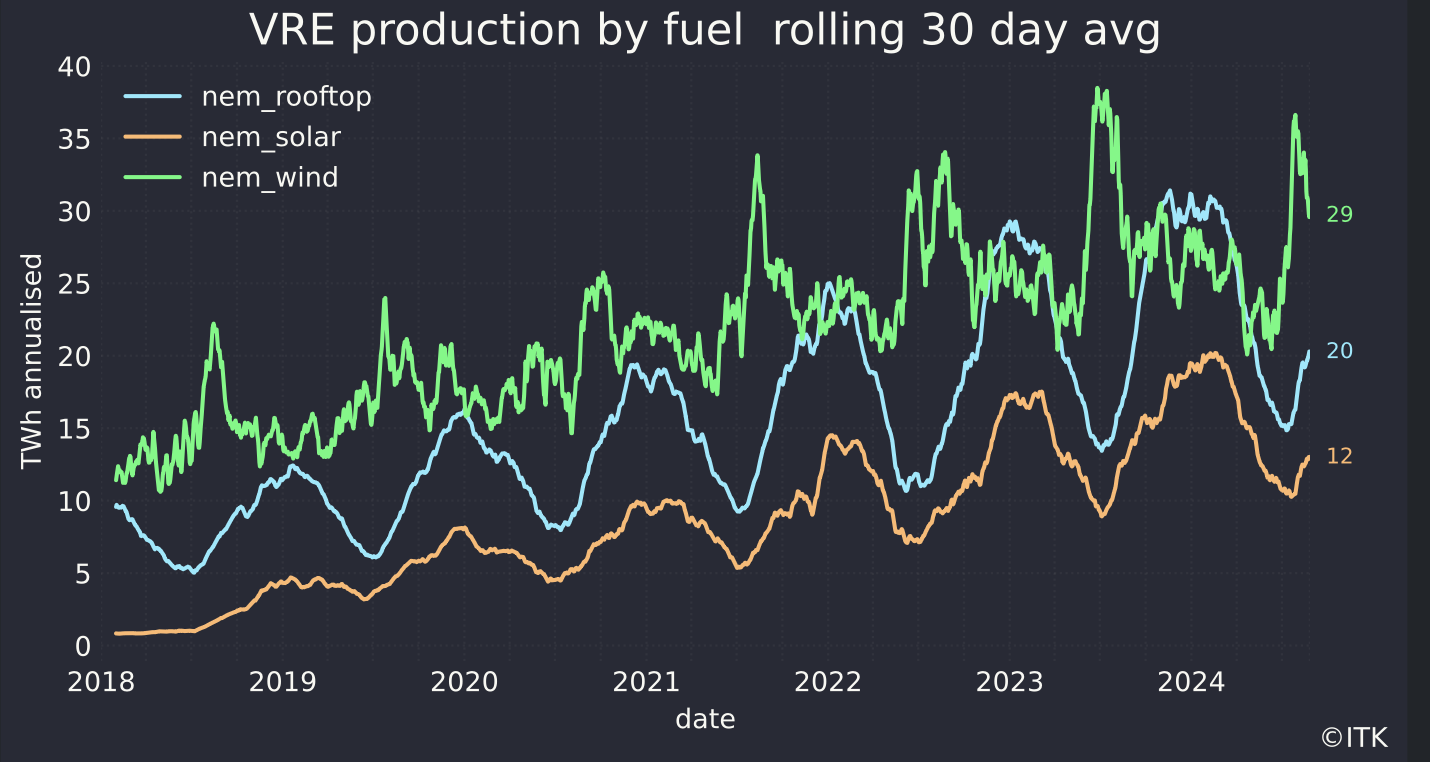 VRE production by fuel  rolling 30 day avg
40
nem_rooftop
35
nem_solar
nem_wind
30
29
TWh annualised
25
20
20
15
12
10
5
0
2018 2019 2020 2021 2022 2023 2024
date
©ITK